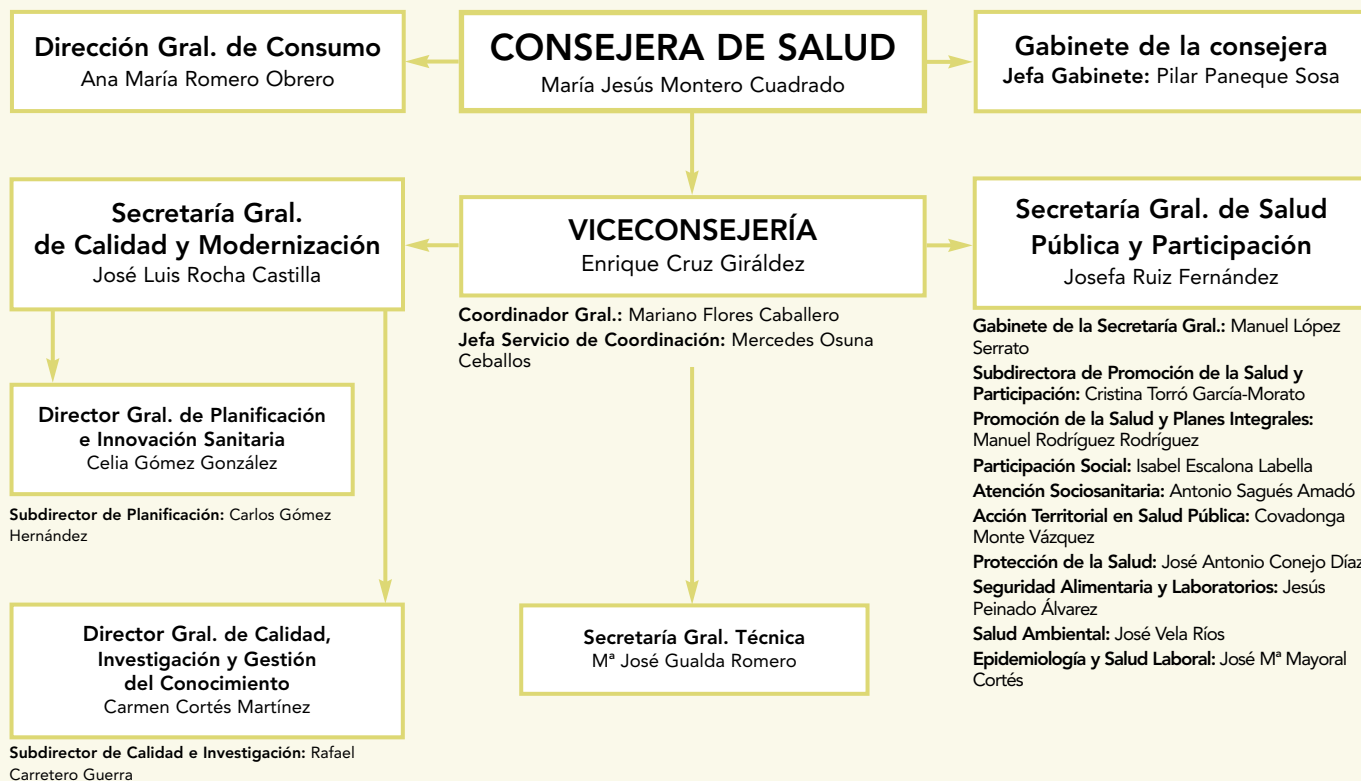 Dirección Gral. de Consumo
Ana María Romero Obrero
CONSEJERA DE SALUD
María Jesús Montero Cuadrado
Gabinete de la consejera
Jefa Gabinete: Pilar Paneque Sosa
Secretaría Gral.
de Calidad y Modernización
José Luis Rocha Castilla
VICECONSEJERÍA
Enrique Cruz Giráldez
Secretaría Gral. de Salud
Pública y Participación
Josefa Ruiz Fernández
Coordinador Gral.: Mariano Flores Caballero
Jefa Servicio de Coordinación: Mercedes Osuna
Ceballos
Gabinete de la Secretaría Gral.: Manuel López
Serrato
Subdirectora de Promoción de la Salud y
Participación: Cristina Torró García-Morato
Promoción de la Salud y Planes Integrales:
Manuel Rodríguez Rodríguez
Participación Social: Isabel Escalona Labella
Atención Sociosanitaria: Antonio Sagués Amadó
Acción Territorial en Salud Pública: Covadonga
Monte Vázquez
Protección de la Salud: José Antonio Conejo Díaz
Seguridad Alimentaria y Laboratorios: Jesús
Peinado Álvarez
Salud Ambiental: José Vela Ríos
Epidemiología y Salud Laboral: José Mª Mayoral
Cortés
Director Gral. de Planificación
e Innovación Sanitaria
Celia Gómez González
Subdirector de Planificación: Carlos Gómez
Hernández
Director Gral. de Calidad,
Investigación y Gestión
del Conocimiento
Carmen Cortés Martínez
Subdirector de Calidad e Investigación: Rafael
Carretero Guerra
Secretaría Gral. Técnica
Mª José Gualda Romero